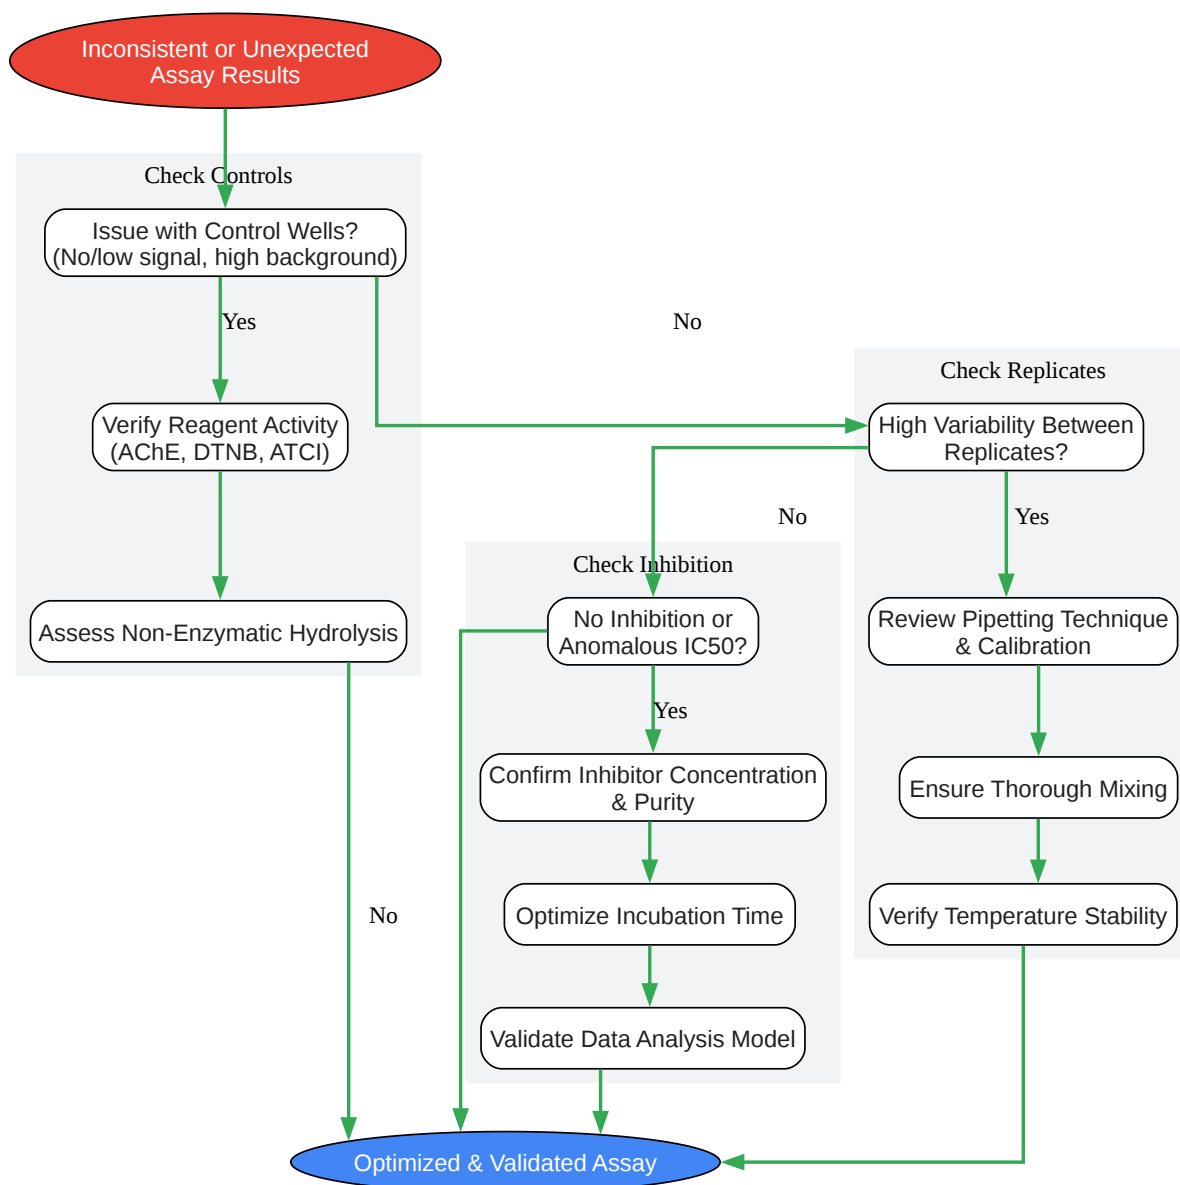 Inconsistent or Unexpected
Assay Results
Check Controls
Issue with Control Wells?
(No/low signal, high background)
Yes
No
Check Replicates
Verify Reagent Activity
(AChE, DTNB, ATCI)
High Variability Between
Replicates?
No
Yes
Check Inhibition
Assess Non-Enzymatic Hydrolysis
No Inhibition or
Anomalous IC50?
Review Pipetting Technique
& Calibration
Yes
Confirm Inhibitor Concentration
& Purity
Ensure Thorough Mixing
No
Optimize Incubation Time
Verify Temperature Stability
Validate Data Analysis Model
Optimized & Validated Assay